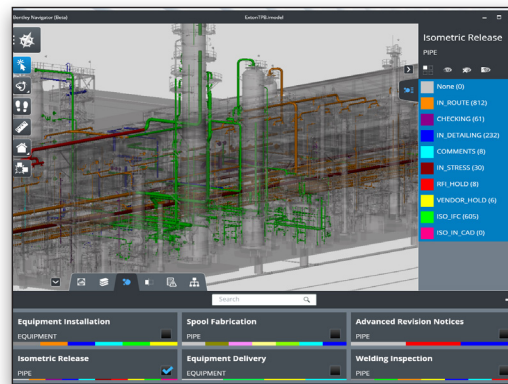 Bentley Navigator (Beta)
ExtonTPB.imodel
Isometric Release
PIPE
None (0)
IN_ROUTE (812)
CHECKING (61)
IN_DETAILING (232)
COMMENTS (8)
IN_STRESS (30)
RFI_HOLD (8)
VENDOR_HOLD (6)
ISO_IFC (605)
ISO_IN_CAD (0)
Search
Equipment Installation
EQUIPMENT
Spool Fabrication
PIPE
Advanced Revision Notices
PIPE
Isometric Release
PIPE
Equipment Delivery
EQUIPMENT
Welding Inspection
PIPE